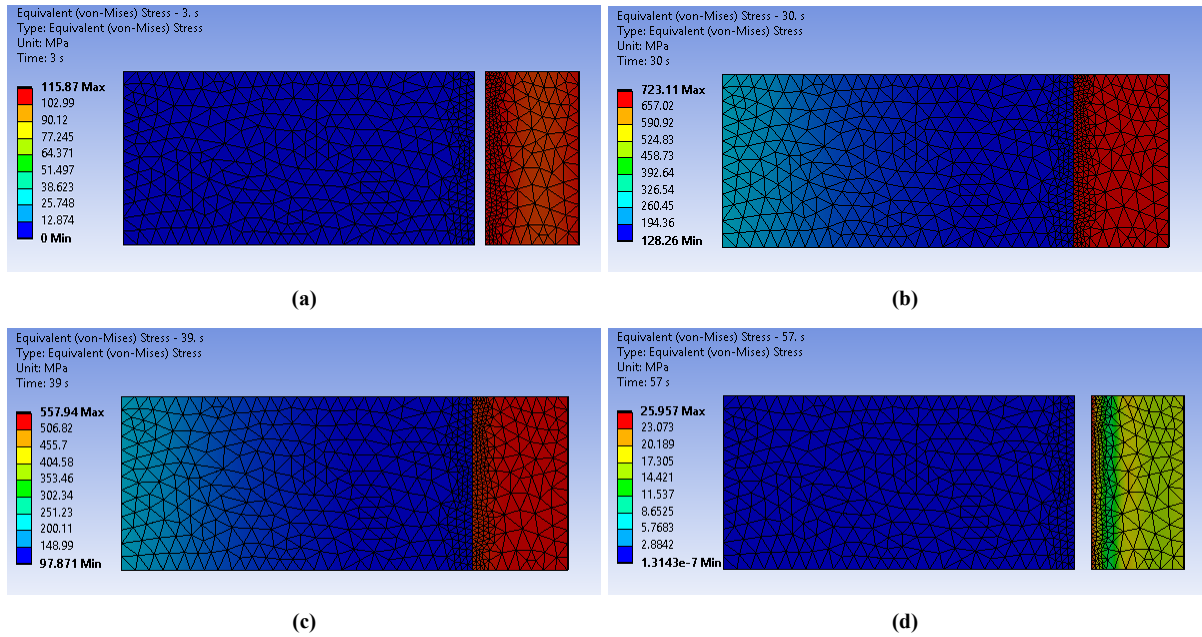 Equivalent (von-Mises) Stress - 3. s
Type: Equivalent (von-Mises) Stress
Unit: MPa
Time: 3 s
115.87 Max
102.99
90.12
77.245
64.371
51.497
38.623
25.748
12.874
0 Min
(a)
Equivalent (von-Mises) Stress - 30. s
Type: Equivalent (von-Mises) Stress
Unit: MPa
Time: 30 s
723.11 Max
657.02
590.92
524.83
458.73
392.64
326.54
260.45
194.36
128.26 Min
(b)
Equivalent (von-Mises) Stress - 39. s
Type: Equivalent (von-Mises) Stress
Unit: MPa
Time: 39 s
557.94 Max
506.82
455.7
404.58
353.46
302.34
251.23
200.11
148.99
97.871 Min
(c)
Equivalent (von-Mises) Stress - 57. s
Type: Equivalent (von-Mises) Stress
Unit: MPa
Time: 57 s
25.957 Max
23.073
20.189
17.305
14.421
11.537
8.6525
5.7683
2.8842
1.3143e-7 Min
(d)